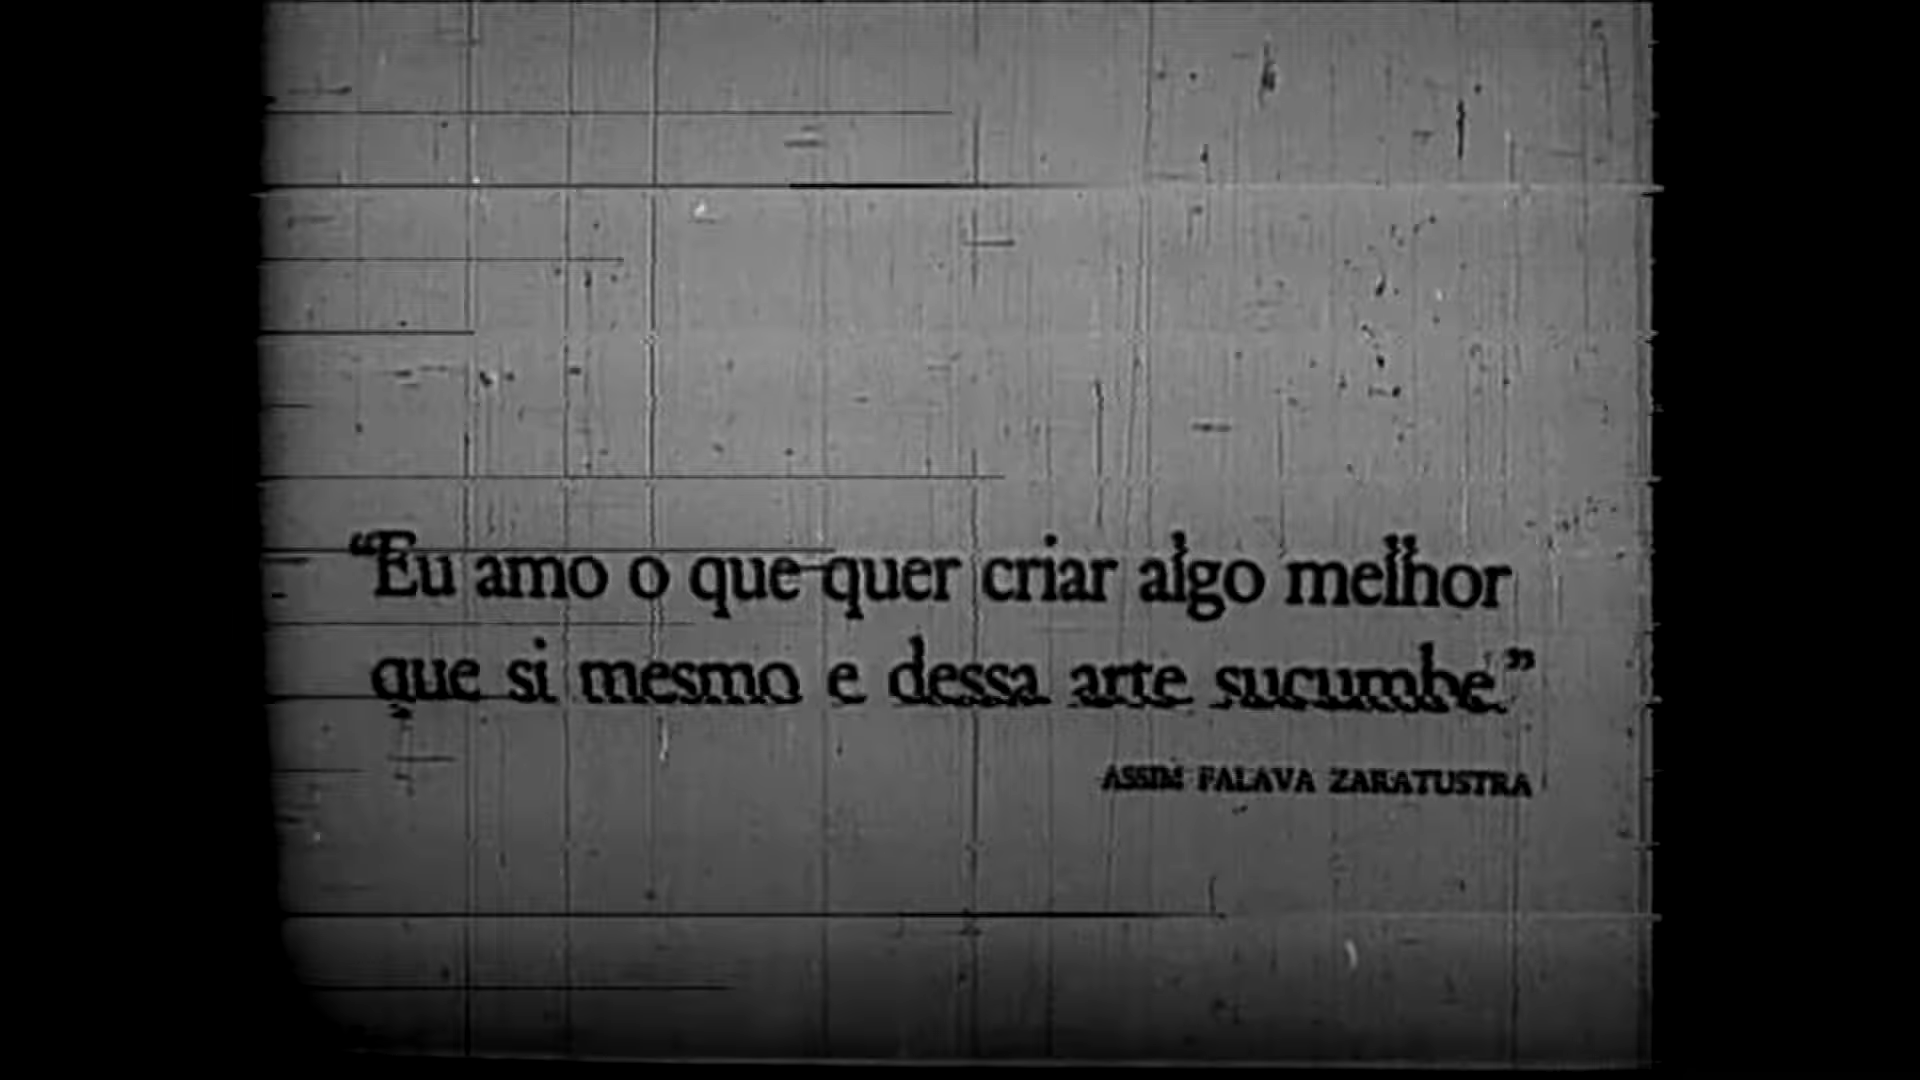 “Eu amo o que quer criar algo melhor
que si mesmo e dessa arte sucumbe.”
ASSIM FALAVA ZARATUSTRA